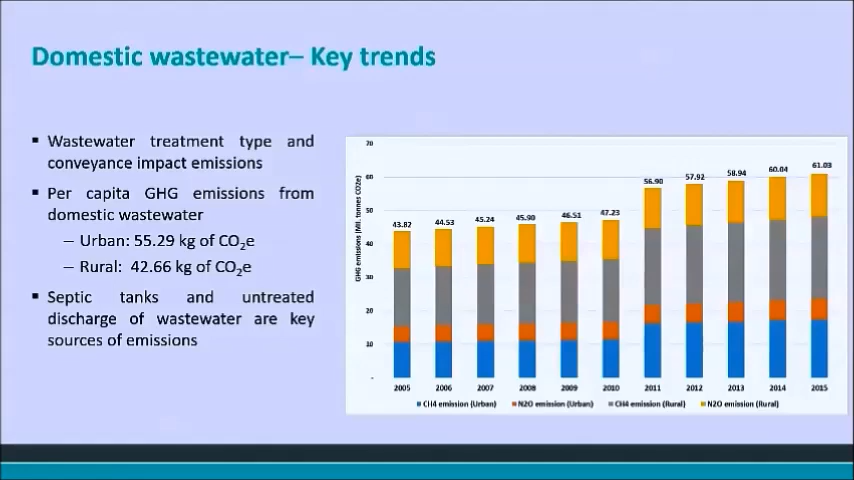 Domestic wastewater– Key trends
▪ Wastewater treatment type and
conveyance impact emissions
▪ Per capita GHG emissions from
domestic wastewater
– Urban: 55.29 kg of CO₂e
– Rural: 42.66 kg of CO₂e
▪ Septic tanks and untreated
discharge of wastewater are key
sources of emissions
GHG emissions (Mil. tonnes CO2e)
70
60
50
40
30
20
10
-
43.82 44.53 45.24 45.90 46.51 47.23 56.90 57.92 58.94 60.04 61.03
2005 2006 2007 2008 2009 2010 2011 2012 2013 2014 2015
CH4 emission (Urban) N2O emission (Urban) CH4 emission (Rural) N2O emission (Rural)